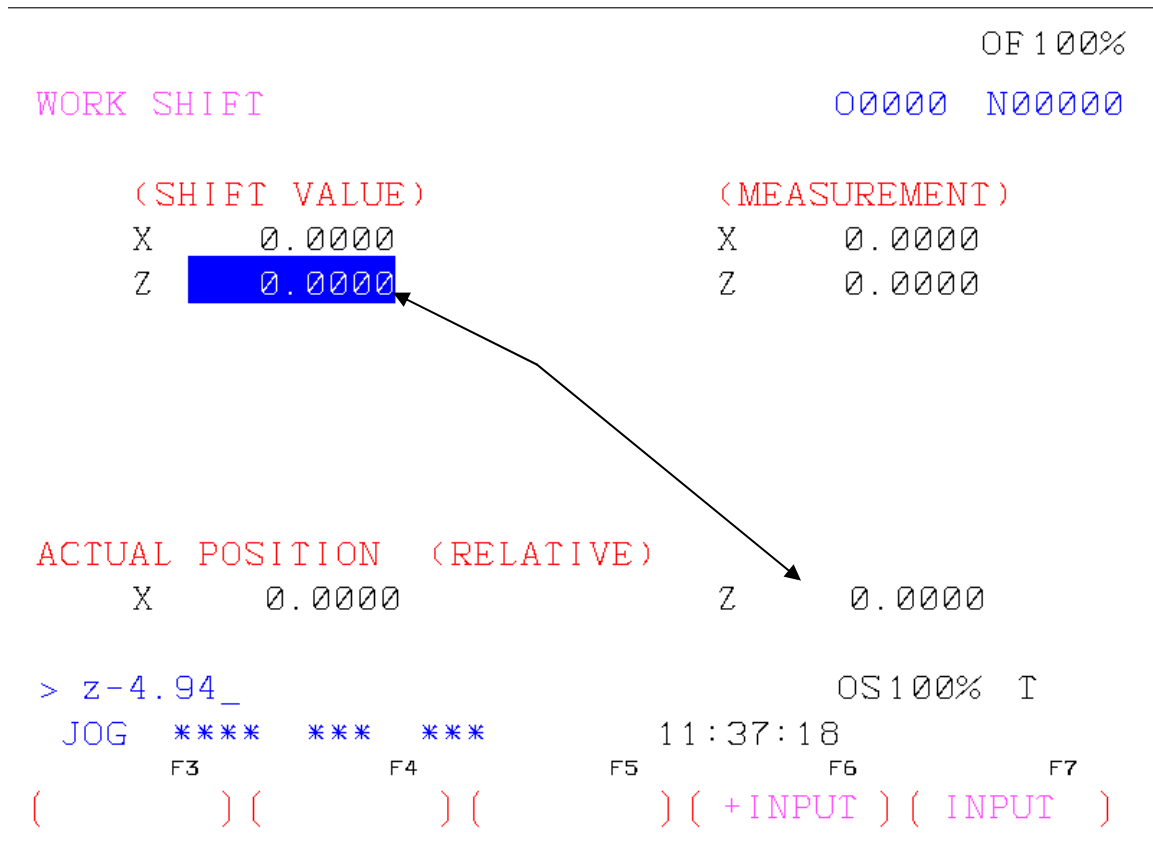 OF100%
WORK SHIFT O0000 N00000
(SHIFT VALUE) (MEASUREMENT)
X 0.0000 X 0.0000
Z 0.0000 Z 0.0000
ACTUAL POSITION (RELATIVE)
X 0.0000 Z 0.0000
> z-4.94_ OS100% T
JOG **** *** *** 11:37:18
F3 F4 F5 F6 F7
( )( )( )( +INPUT )( INPUT )